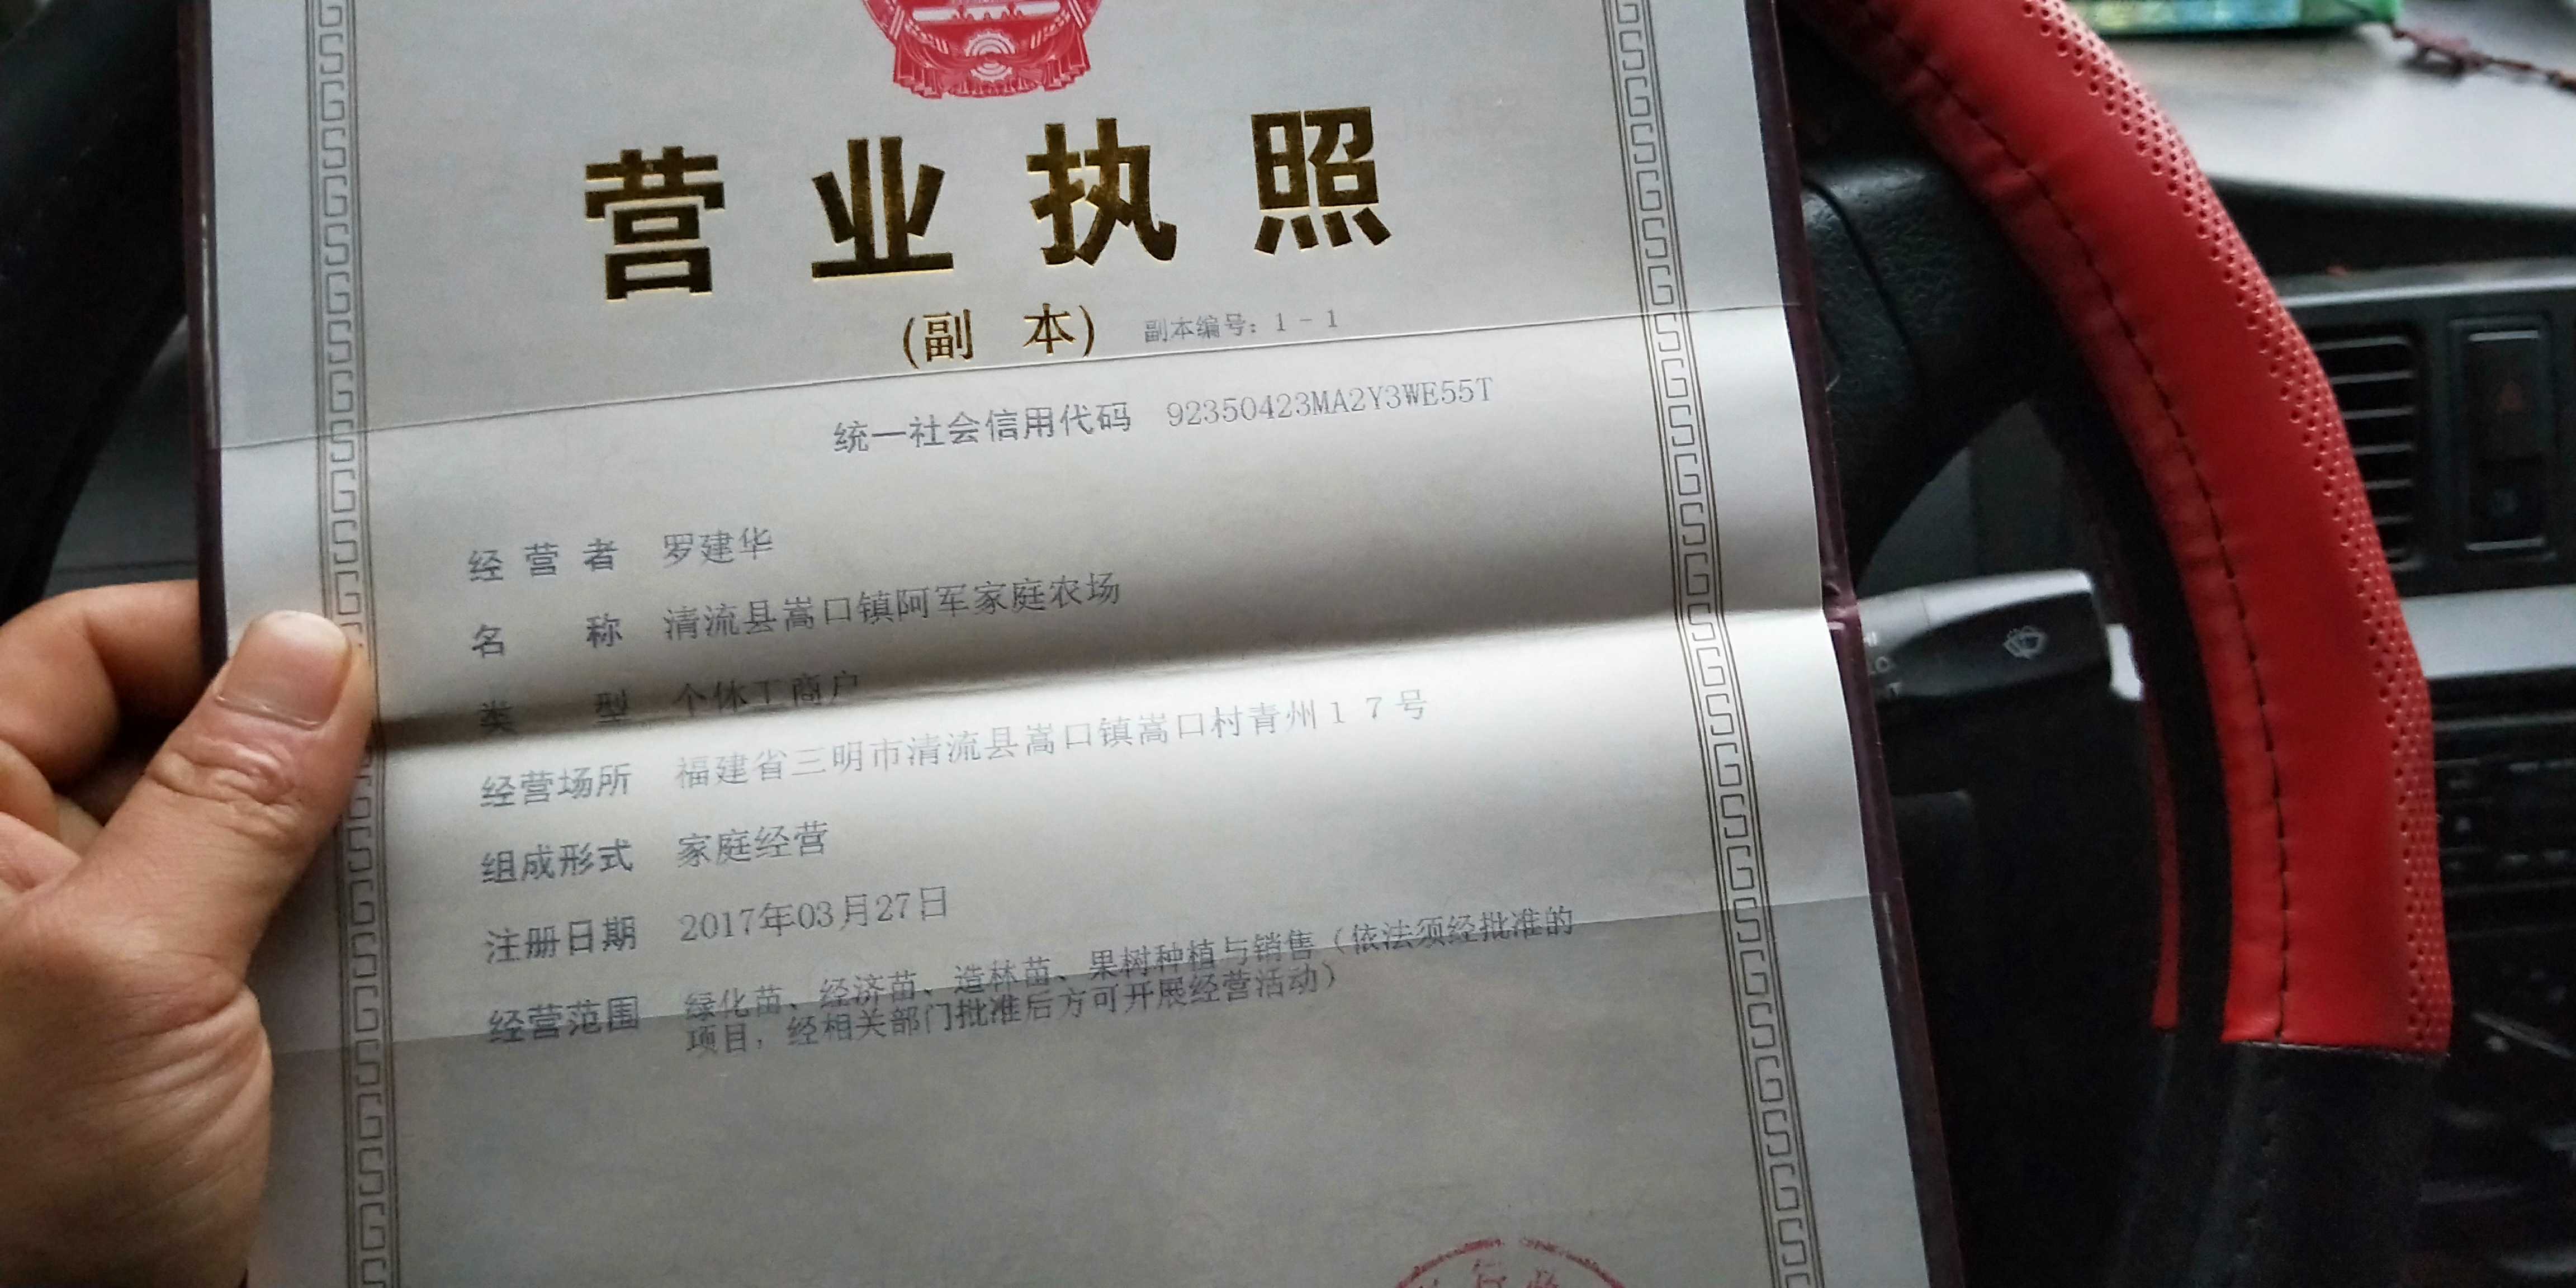 营业执照
(副 本) 副本编号：1－1
统一社会信用代码 92350423MA2Y3WE55T
经营者 罗建华
名称 清流县嵩口镇阿军家庭农场
类型 个体工商户
经营场所 福建省三明市清流县嵩口镇嵩口村青州１７号
组成形式 家庭经营
注册日期 2017年03月27日
经营范围 绿化苗、经济苗、造林苗、果树种植与销售（依法须经批准的
项目，经相关部门批准后方可开展经营活动）